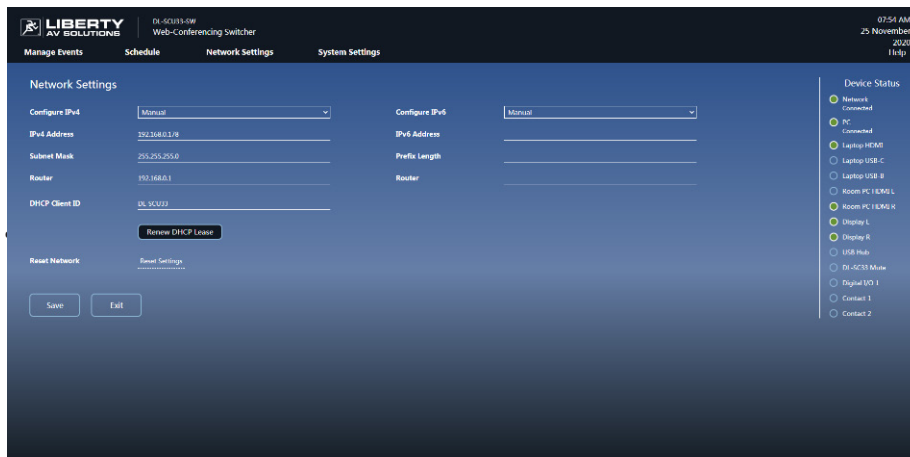 LIBERTY
AV SOLUTIONS
DL-SCU33-SW
Web-Conferencing Switcher
07:54 AM
25 November
2020
Help
Manage Events
Schedule
Network Settings
System Settings
Network Settings
Configure IPv4
Manual
IPv4 Address
192.168.0.178
Subnet Mask
255.255.255.0
Router
192.168.0.1
DHCP Client ID
DL SCU33
Renew DHCP Lease
Reset Network
Reset Settings
Save
Exit
Configure IPv6
Manual
IPv6 Address
Prefix Length
Router
Device Status
Network
Connected
PC
Connected
Laptop HDMI
Laptop USB-C
Laptop USB-B
Room PC HDMI L
Room PC HDMI R
Display L
Display R
USB Hub
DL-SC33 Mute
Digital I/O 1
Contact 1
Contact 2